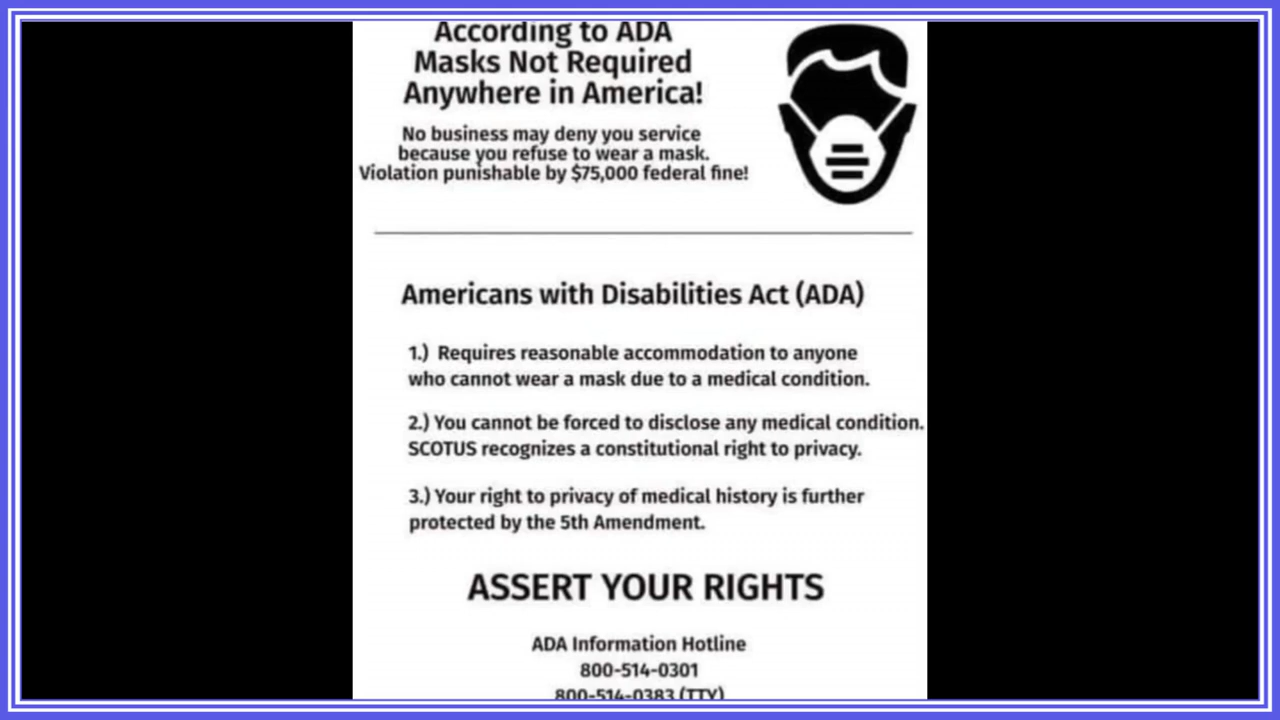 According to ADA
Masks Not Required
Anywhere in America!
No business may deny you service
because you refuse to wear a mask.
Violation punishable by $75,000 federal fine!
Americans with Disabilities Act (ADA)
1.) Requires reasonable accommodation to anyone
who cannot wear a mask due to a medical condition.
2.) You cannot be forced to disclose any medical condition.
SCOTUS recognizes a constitutional right to privacy.
3.) Your right to privacy of medical history is further
protected by the 5th Amendment.
ASSERT YOUR RIGHTS
ADA Information Hotline
800-514-0301
800-514-0383 (TTY)